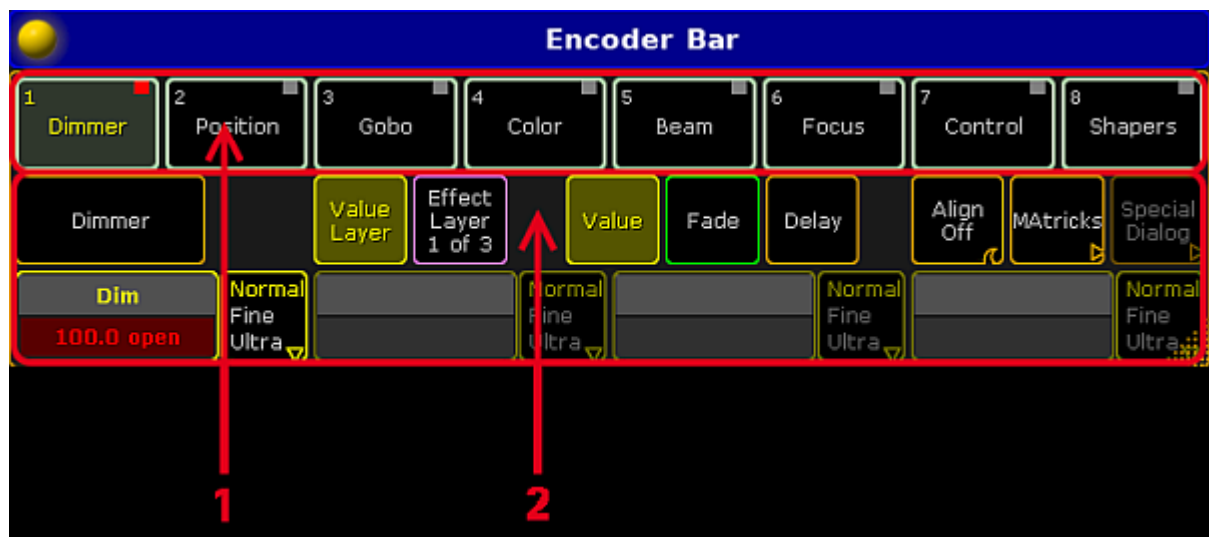 Encoder Bar
1 2 3 4 5 6 7 8
Dimmer Position Gobo Color Beam Focus Control Shapers
Dimmer
Value
Layer
Effect
Layer
1 of 3
Value
Fade
Delay
Align
Off
MAtricks
Special
Dialog
Dim
100.0 open
Normal
Fine
Ultra
Normal
Fine
Ultra
Normal
Fine
Ultra
Normal
Fine
Ultra
1 2